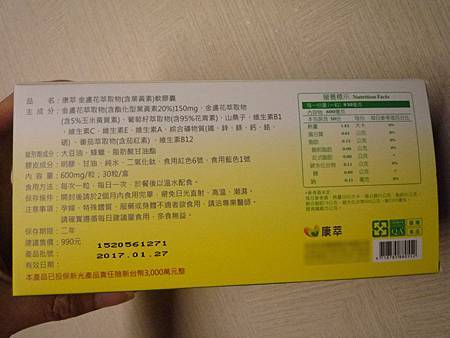 品　　名：康萃 金盞花萃取物(含葉黃素)軟膠囊
主 成 分：金盞花萃取物(含酯化型葉黃素20%)150mg、金盞花萃取物
(含5%玉米黃質素)、葡萄籽萃取物(含95%花青素)、山桑子、維生素B1
、維生素C、維生素E、維生素A、綜合礦物質(鐵、鋅、鎂、鈣、硒、
碘)、番茄萃取物(含茄紅素)、維生素B12
賦形劑成分：大豆油、蜂蠟、脂肪酸甘油酯
膠皮成分：明膠、甘油、純水、二氧化鈦、食用紅色6號、食用藍色1號
規　　格：600mg/粒；30粒/盒
食用方法：每次一粒，每日一次，於餐後以溫水配食。
保存條件：開封後請於2個月內食用完畢，避免日光直射、高溫、潮濕。
注意事項：孕婦、特殊體質、服藥或身體不適者欲食用，請洽專業醫師。
請確實遵循每日建議量食用，多食無益。
保存期限：二年
建議售價：990元
產品批號：
有效日期：
1520561271
2017.01.27
本產品已投保新光產品責任險新台幣3,000萬元整
營養標示 Nutrition Facts
康萃
QA